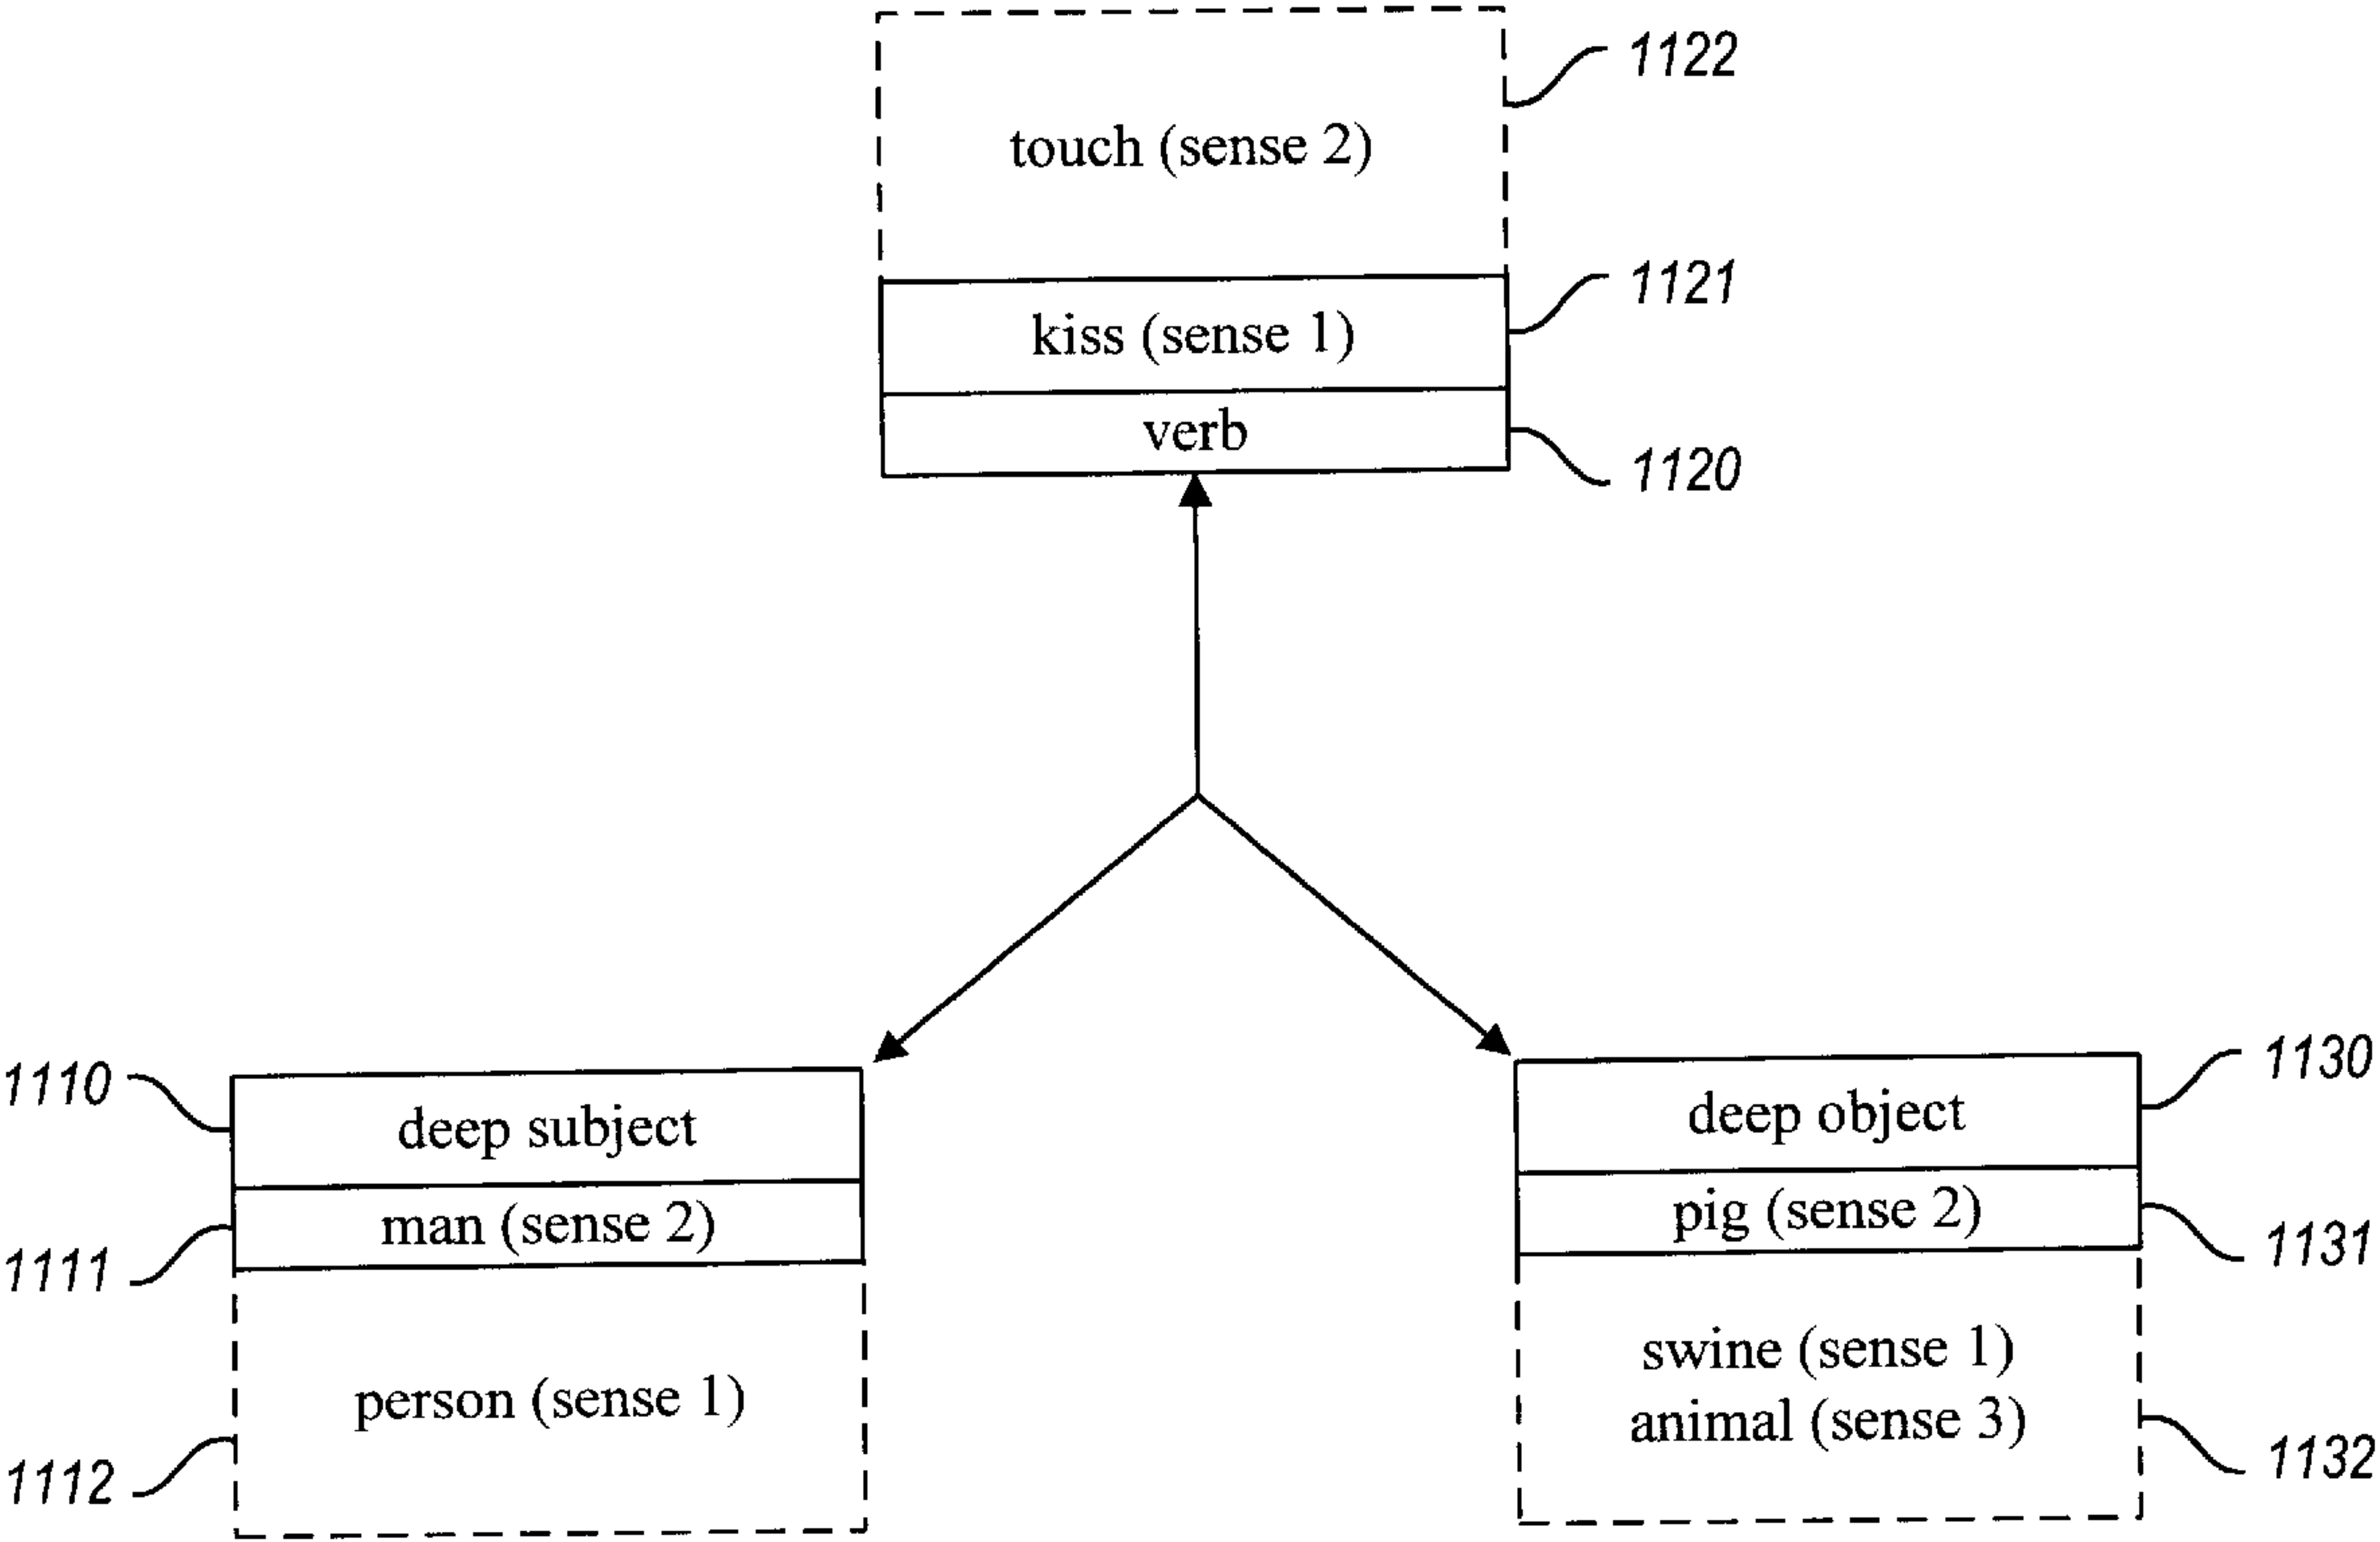 1122
touch (sense 2)
1121
kiss (sense 1)
verb
1120
1110
deep subject
1130
deep object
man (sense 2)
1111
pig (sense 2)
1131
person (sense 1)
swine (sense 1)
animal (sense 3)
1112
1132